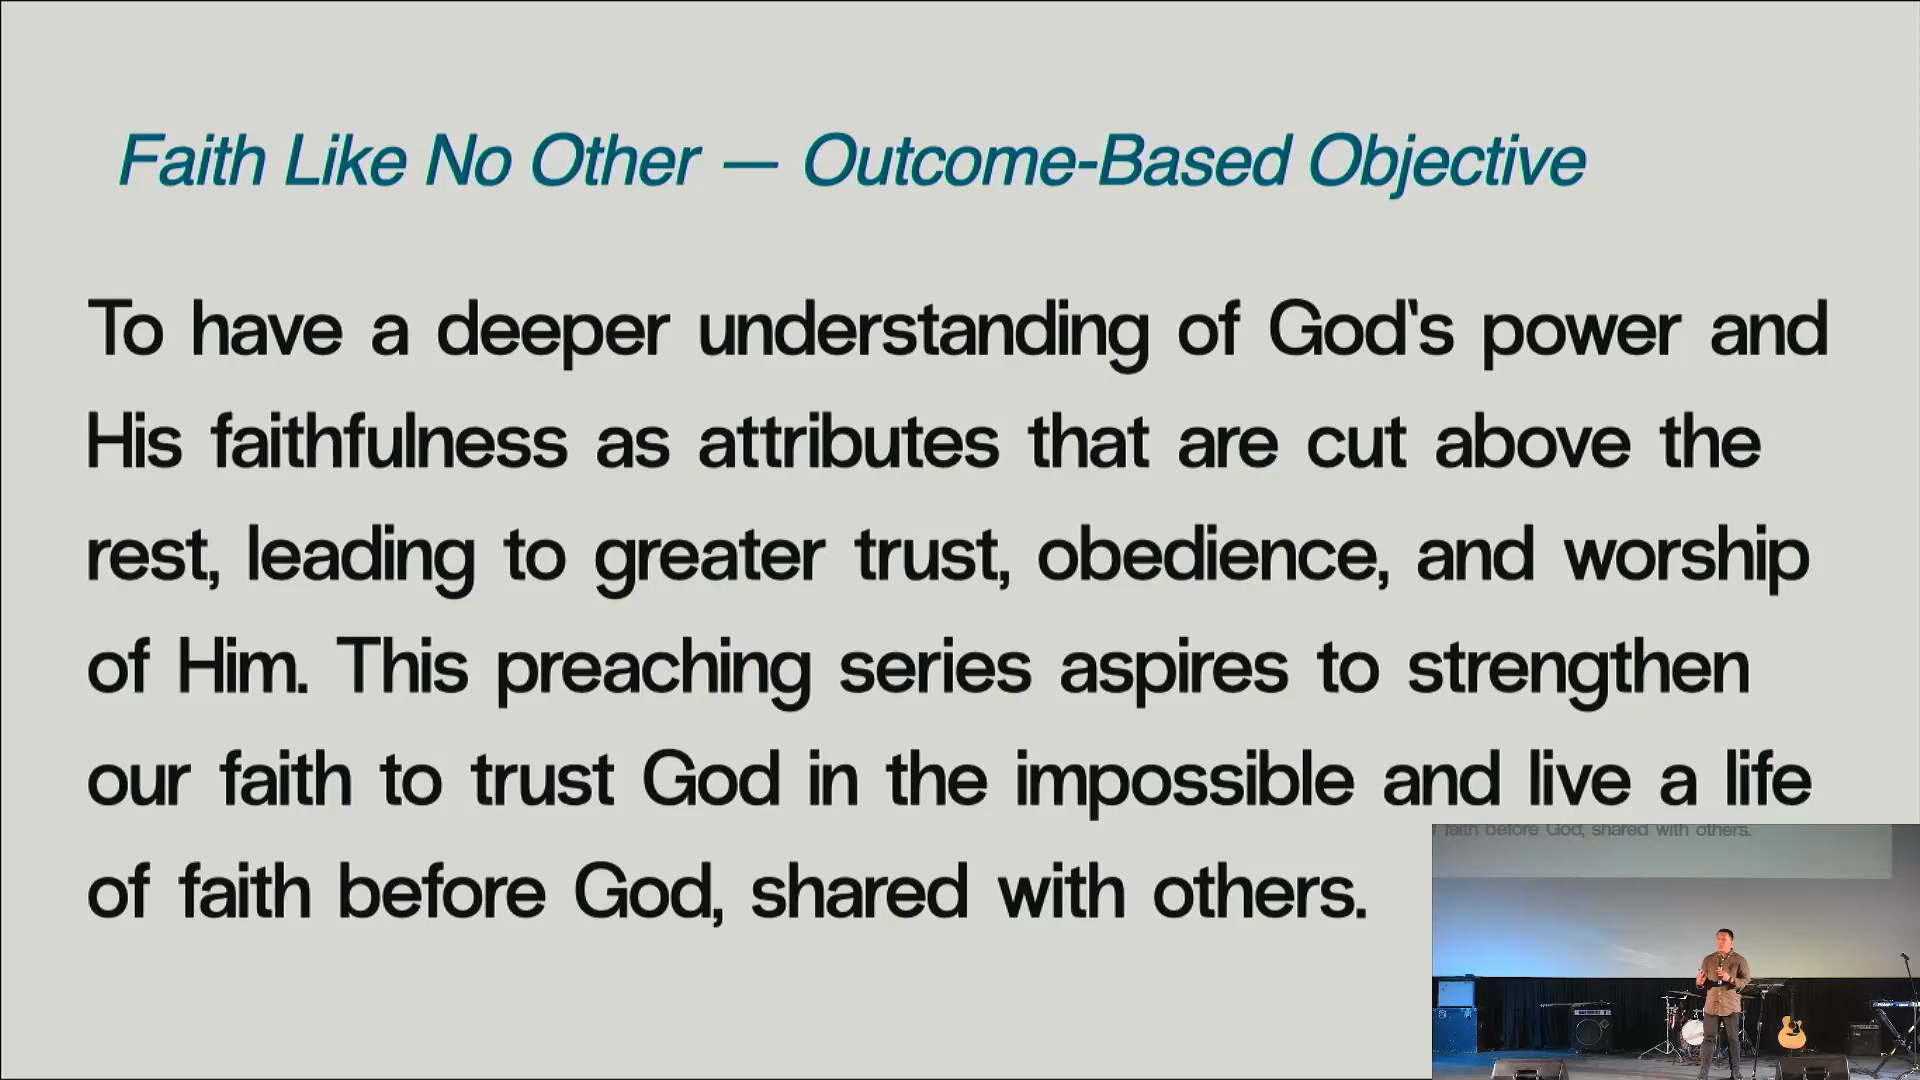 Faith Like No Other — Outcome-Based Objective
To have a deeper understanding of God's power and
His faithfulness as attributes that are cut above the
rest, leading to greater trust, obedience, and worship
of Him. This preaching series aspires to strengthen
our faith to trust God in the impossible and live a life
of faith before God, shared with others.
faith before God, shared with others.